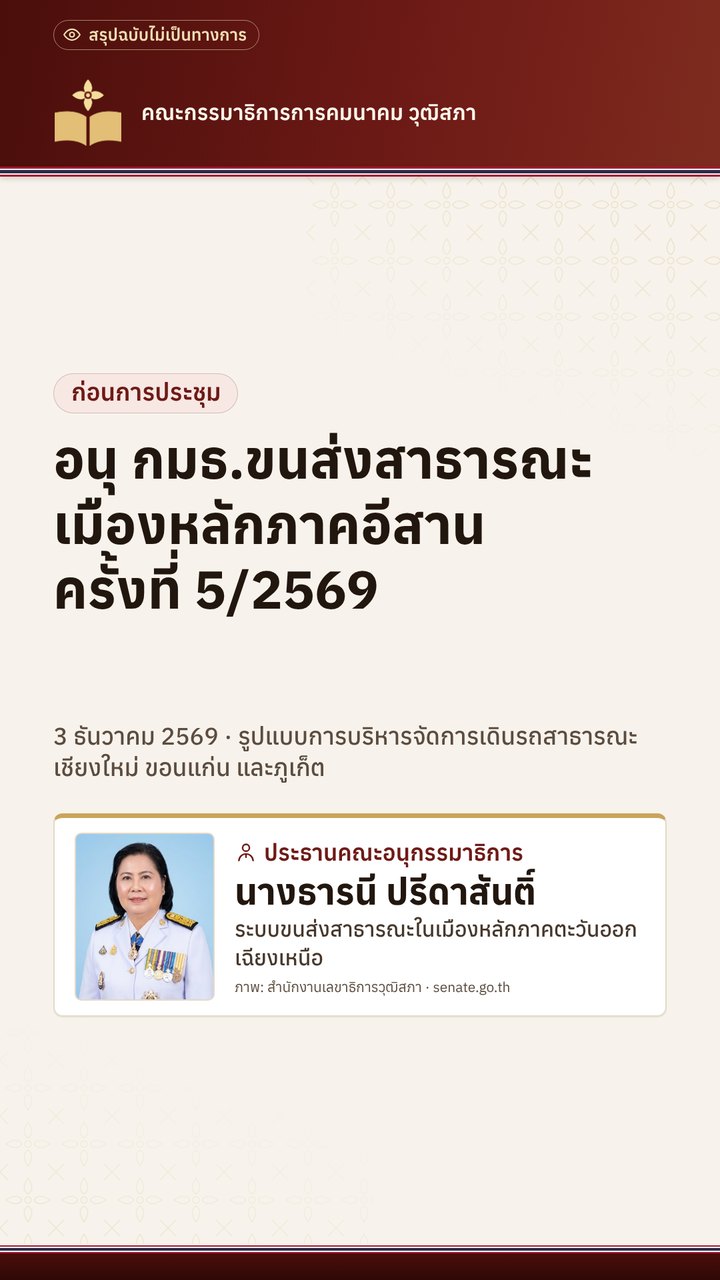 สรุปฉบับไม่เป็นทางการ
คณะกรรมาธิการการคมนาคม วุฒิสภา
ก่อนการประชุม
อนุ กมธ.ขนส่งสาธารณะ
เมืองหลักภาคอีสาน
ครั้งที่ 5/2569
3 ธันวาคม 2569 · รูปแบบการบริหารจัดการเดินรถสาธารณะ
เชียงใหม่ ขอนแก่น และภูเก็ต
ประธานคณะอนุกรรมาธิการ
นางธารนี ปรีดาสันติ์
ระบบขนส่งสาธารณะในเมืองหลักภาคตะวันออก
เฉียงเหนือ
ภาพ: สำนักงานเลขาธิการวุฒิสภา · senate.go.th